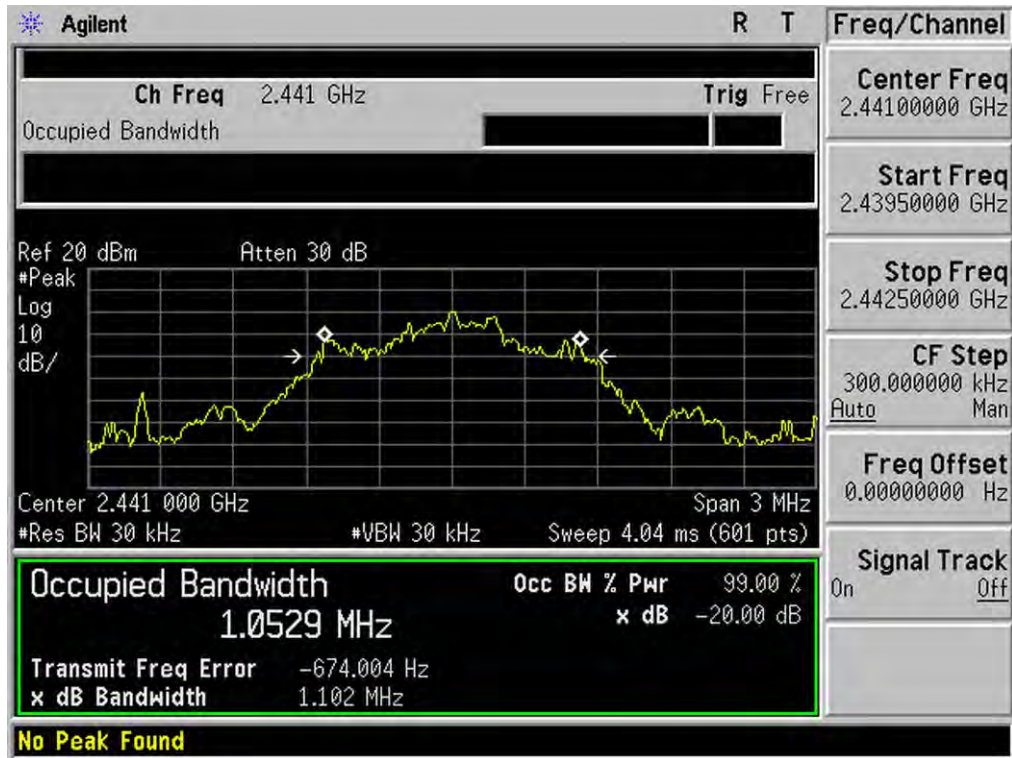 Agilent R T
Ch Freq 2.441 GHz Trig Free
Occupied Bandwidth
Ref 20 dBm Atten 30 dB
#Peak
Log
10
dB/
Center 2.441 000 GHz Span 3 MHz
#Res BW 30 kHz #VBW 30 kHz Sweep 4.04 ms (601 pts)
Occupied Bandwidth
1.0529 MHz
Occ BW % Pwr 99.00 %
x dB -20.00 dB
Transmit Freq Error -674.004 Hz
x dB Bandwidth 1.102 MHz
No Peak Found
Freq/Channel
Center Freq
2.44100000 GHz
Start Freq
2.43950000 GHz
Stop Freq
2.44250000 GHz
CF Step
300.000000 kHz
Auto Man
Freq Offset
0.00000000 Hz
Signal Track
On Off